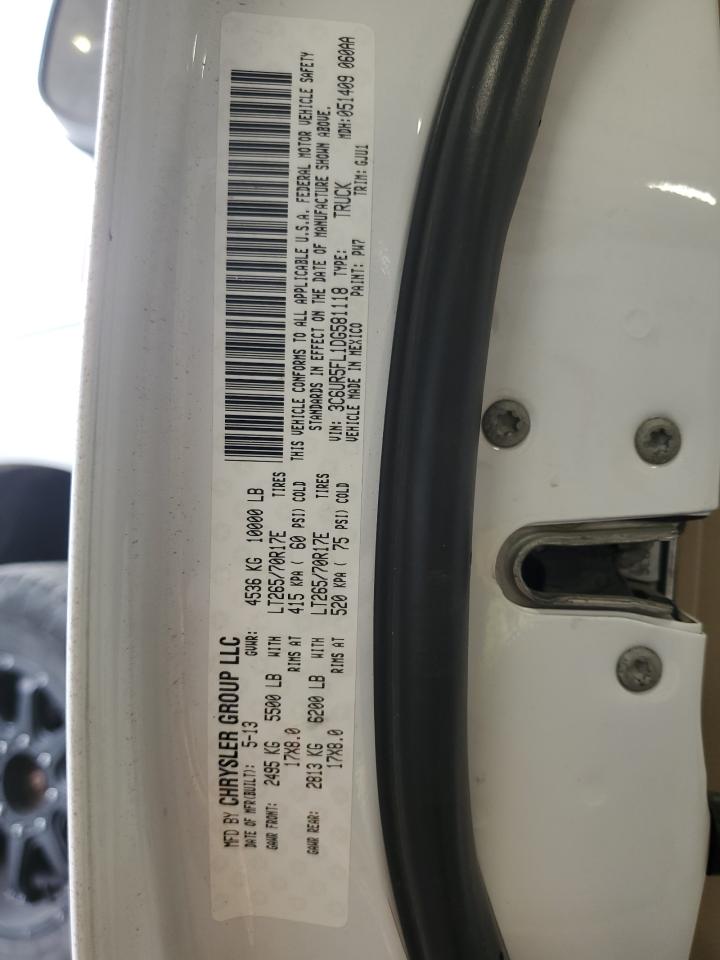 MFD BY CHRYSLER GROUP LLC
DATE OF MFR(BUILT): 5-13 GVWR: 4536 KG 10000 LB
GAWR FRONT: 2495 KG 5500 LB WITH LT265/70R17E TIRES
17X8.0 RIMS AT 415 KPA ( 60 PSI) COLD
GAWR REAR: 2813 KG 6200 LB WITH LT265/70R17E TIRES
17X8.0 RIMS AT 520 KPA ( 75 PSI) COLD
THIS VEHICLE CONFORMS TO ALL APPLICABLE U.S.A. FEDERAL MOTOR VEHICLE SAFETY
STANDARDS IN EFFECT ON THE DATE OF MANUFACTURE SHOWN ABOVE.
VIN: 3C6UR5FL1DG581118 TYPE: TRUCK MDH:051409 060AA
VEHICLE MADE IN MEXICO PAINT: PW7 TRIM: GJU1